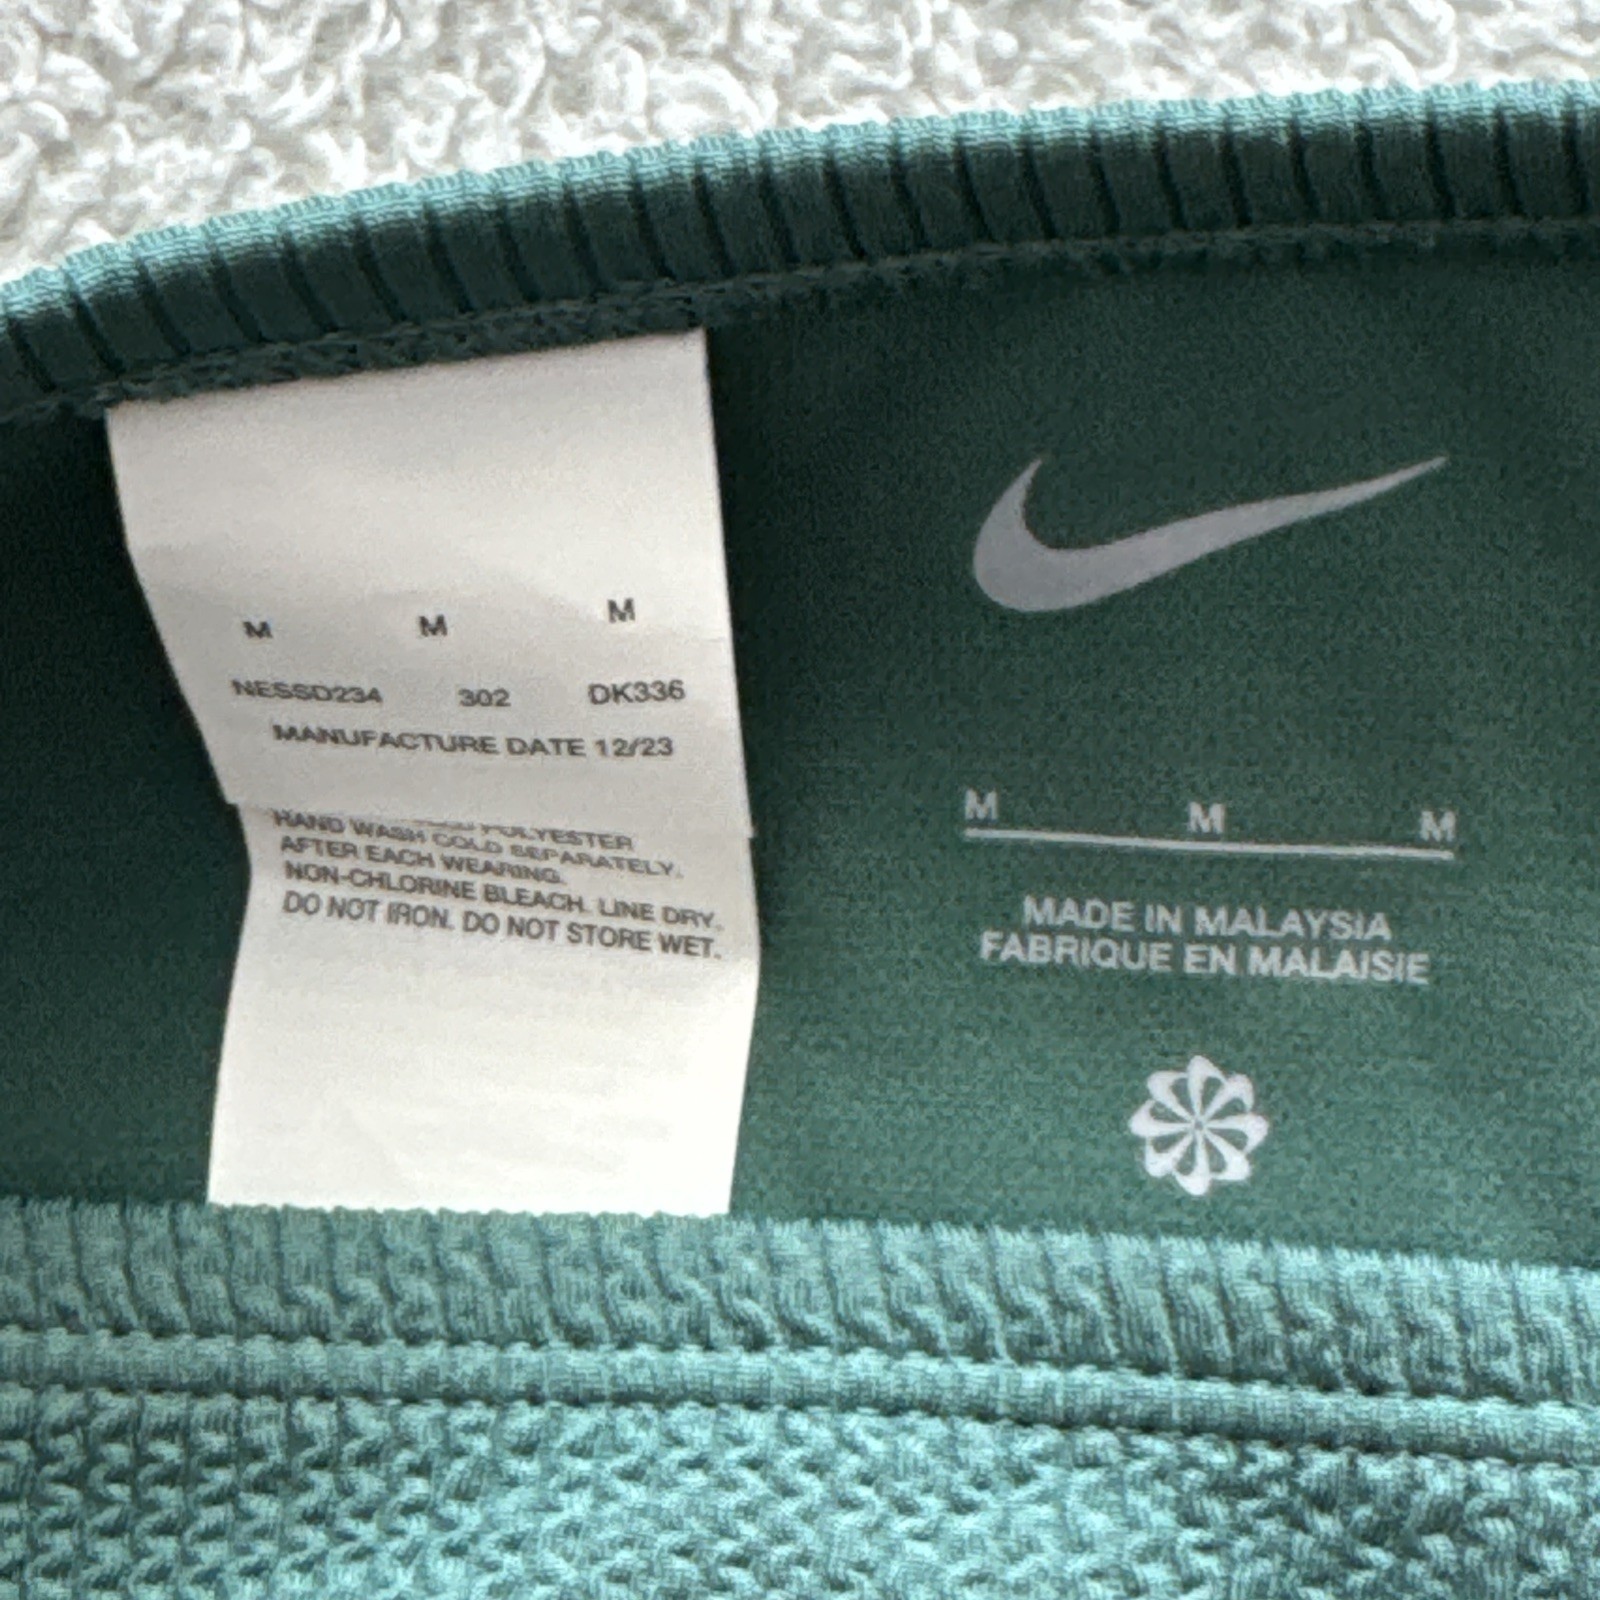 M M M
NESSD234 302 DK336
MANUFACTURE DATE 12/23
POLYESTER
HAND WASH COLD SEPARATELY.
AFTER EACH WEARING.
NON-CHLORINE BLEACH. LINE DRY.
DO NOT IRON. DO NOT STORE WET.
M M M
MADE IN MALAYSIA
FABRIQUE EN MALAISIE